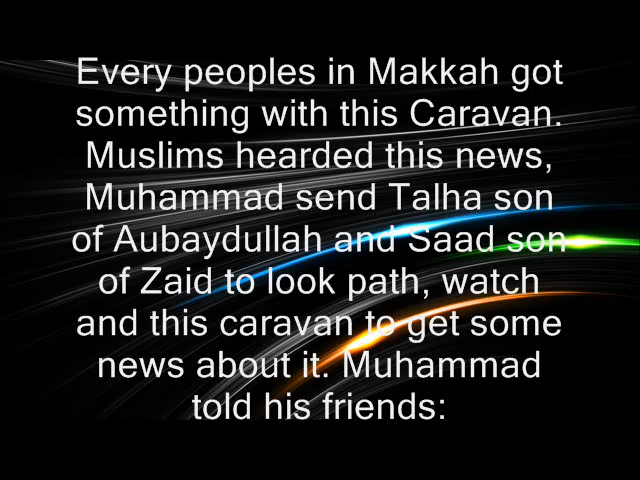 Every peoples in Makkah got
something with this Caravan.
Muslims hearded this news,
Muhammad send Talha son
of Aubaydullah and Saad son
of Zaid to look path, watch
and this caravan to get some
news about it. Muhammad
told his friends: